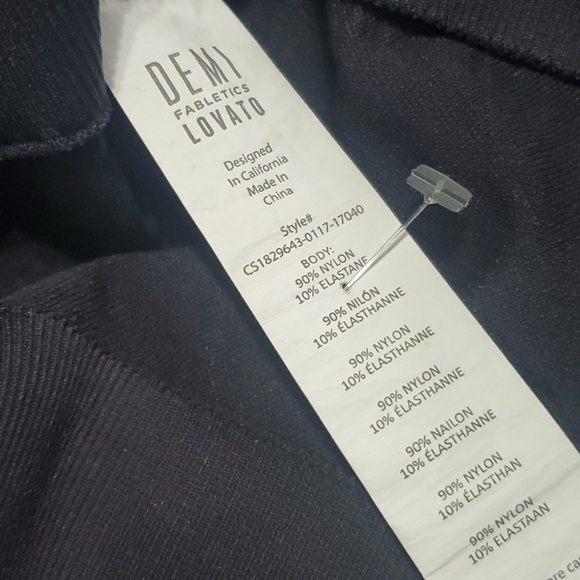 DEMI
FABLETICS
LOVATO
Designed
In California
Made In
China
Style#
CS1829643-0117-17040
BODY:
90% NYLON
10% ELASTANE
90% NILÓN
10% ÉLASTHANNE
90% NYLON
10% ÉLASTHANNE
90% NYLON
10% ÉLASTHANNE
90% NAILON
10% ÉLASTHANNE
90% NYLON
10% ÉLASTHAN
90% NYLON
10% ELASTAAN